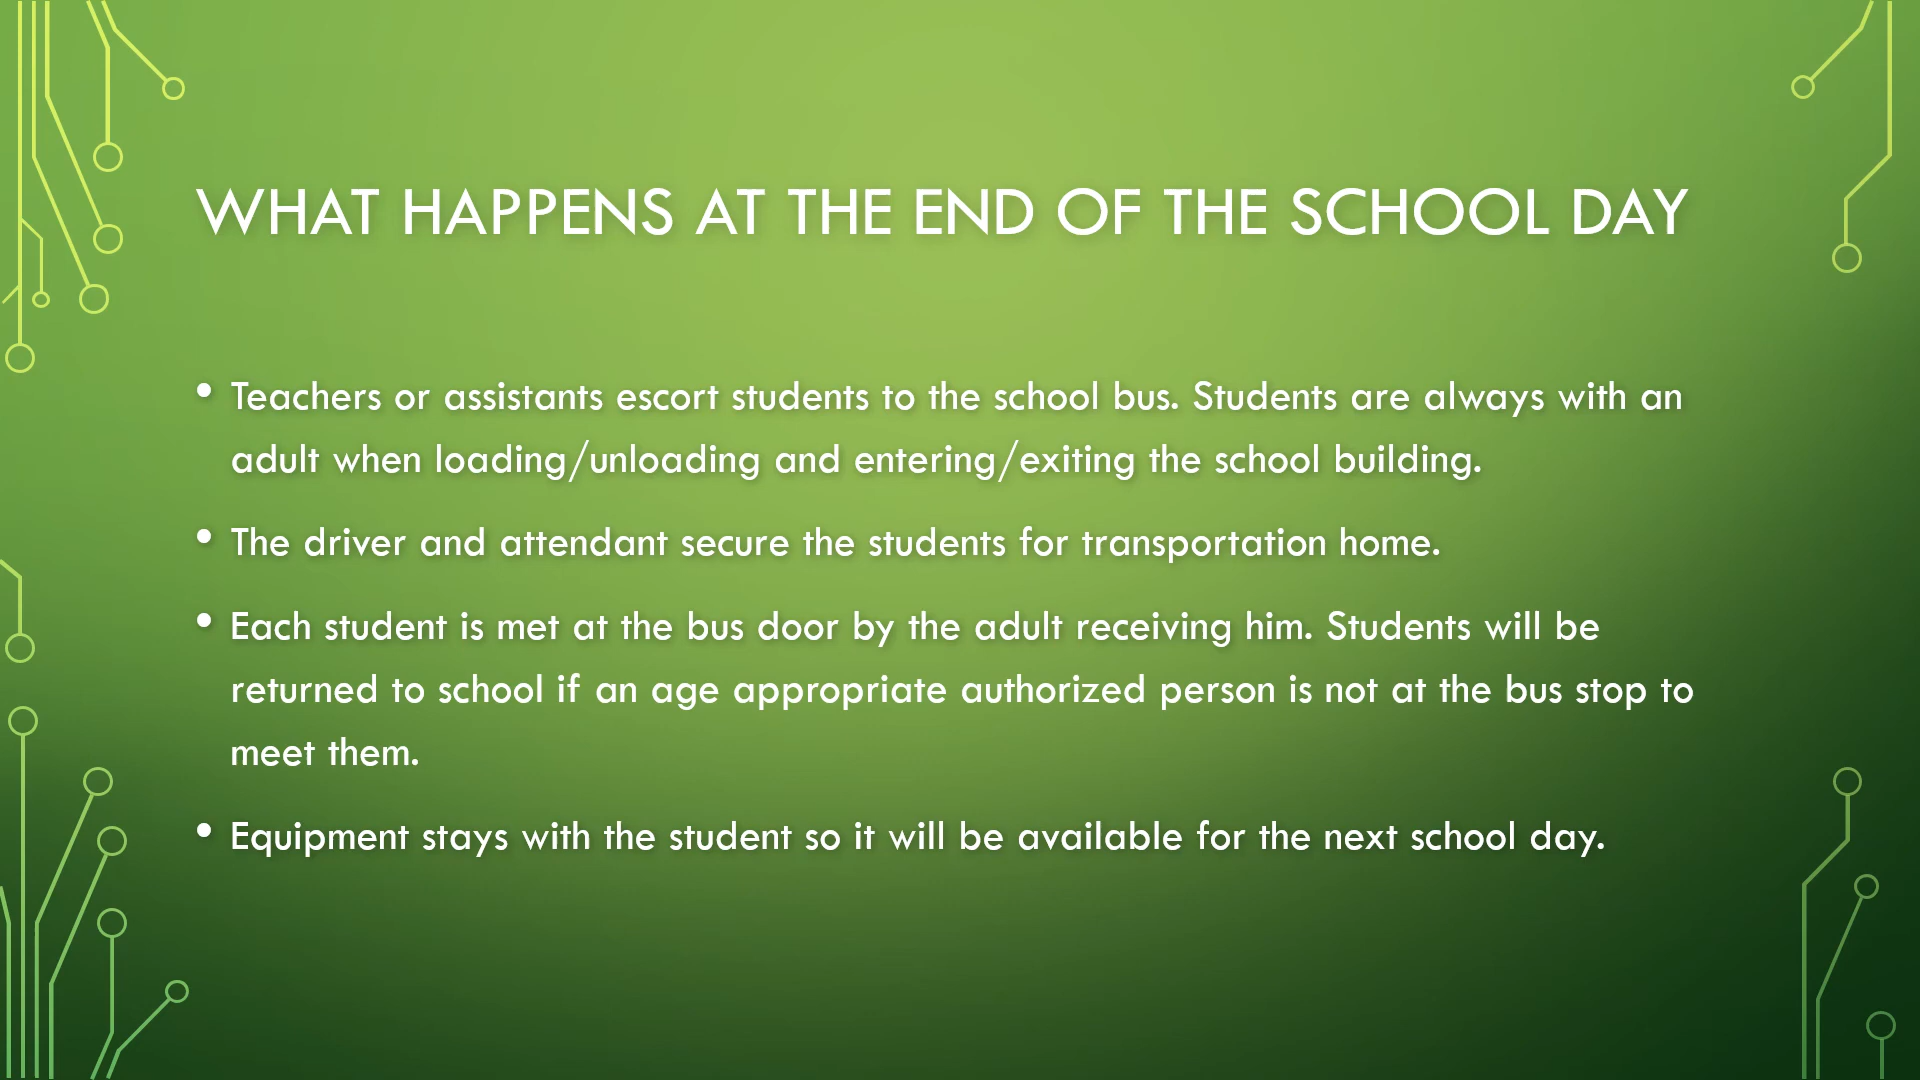 WHAT HAPPENS AT THE END OF THE SCHOOL DAY
• Teachers or assistants escort students to the school bus. Students are always with an
adult when loading/unloading and entering/exiting the school building.
• The driver and attendant secure the students for transportation home.
• Each student is met at the bus door by the adult receiving him. Students will be
returned to school if an age appropriate authorized person is not at the bus stop to
meet them.
• Equipment stays with the student so it will be available for the next school day.